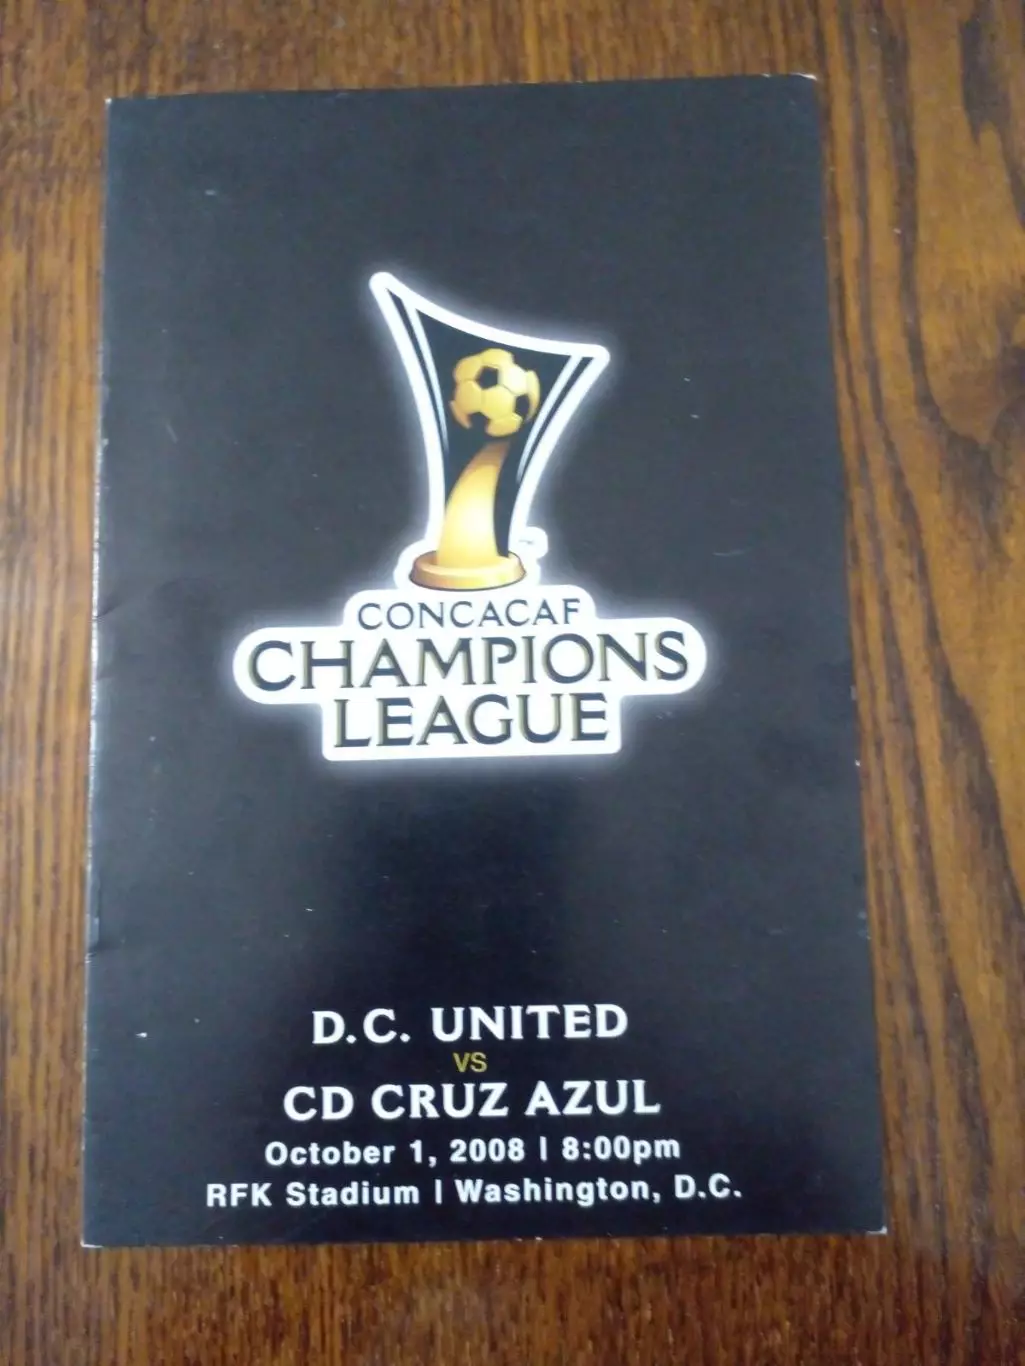 CONCACAF
CHAMPIONS
LEAGUE
D.C. UNITED
VS
CD CRUZ AZUL
October 1, 2008 | 8:00pm
RFK Stadium | Washington, D.C.